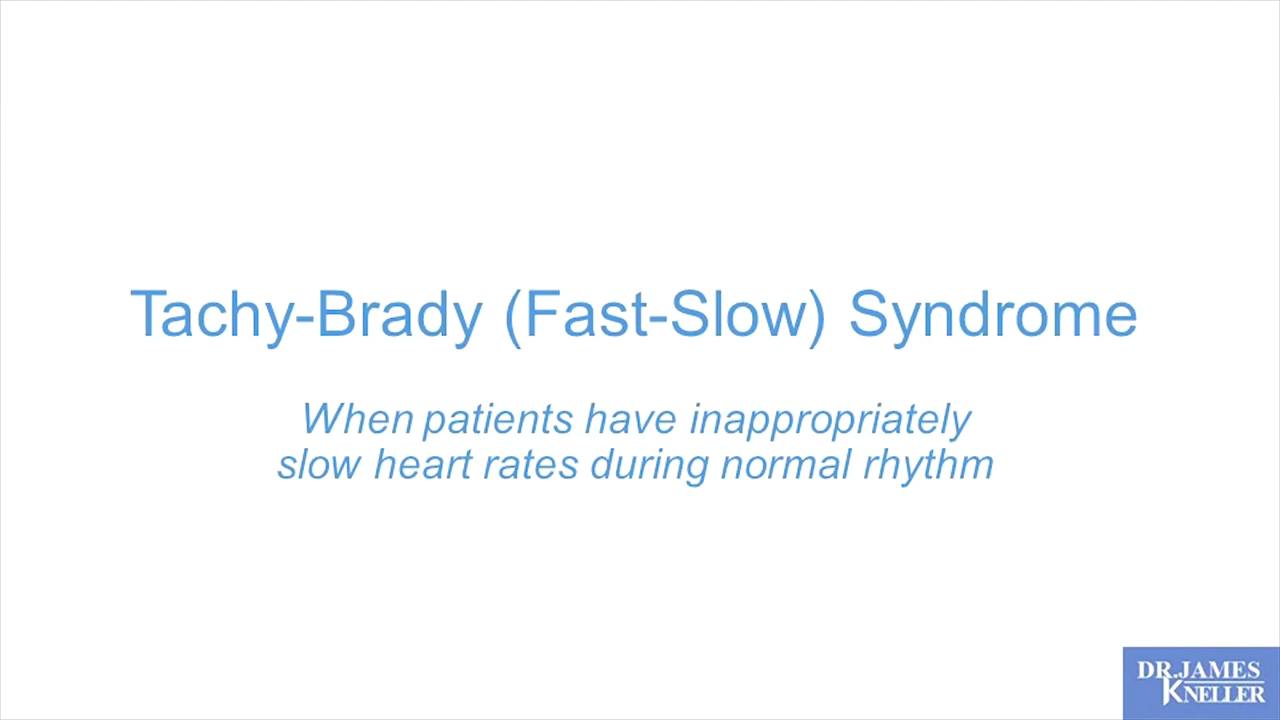 Tachy-Brady (Fast-Slow) Syndrome
When patients have inappropriately
slow heart rates during normal rhythm
DR.JAMES
KNELLER